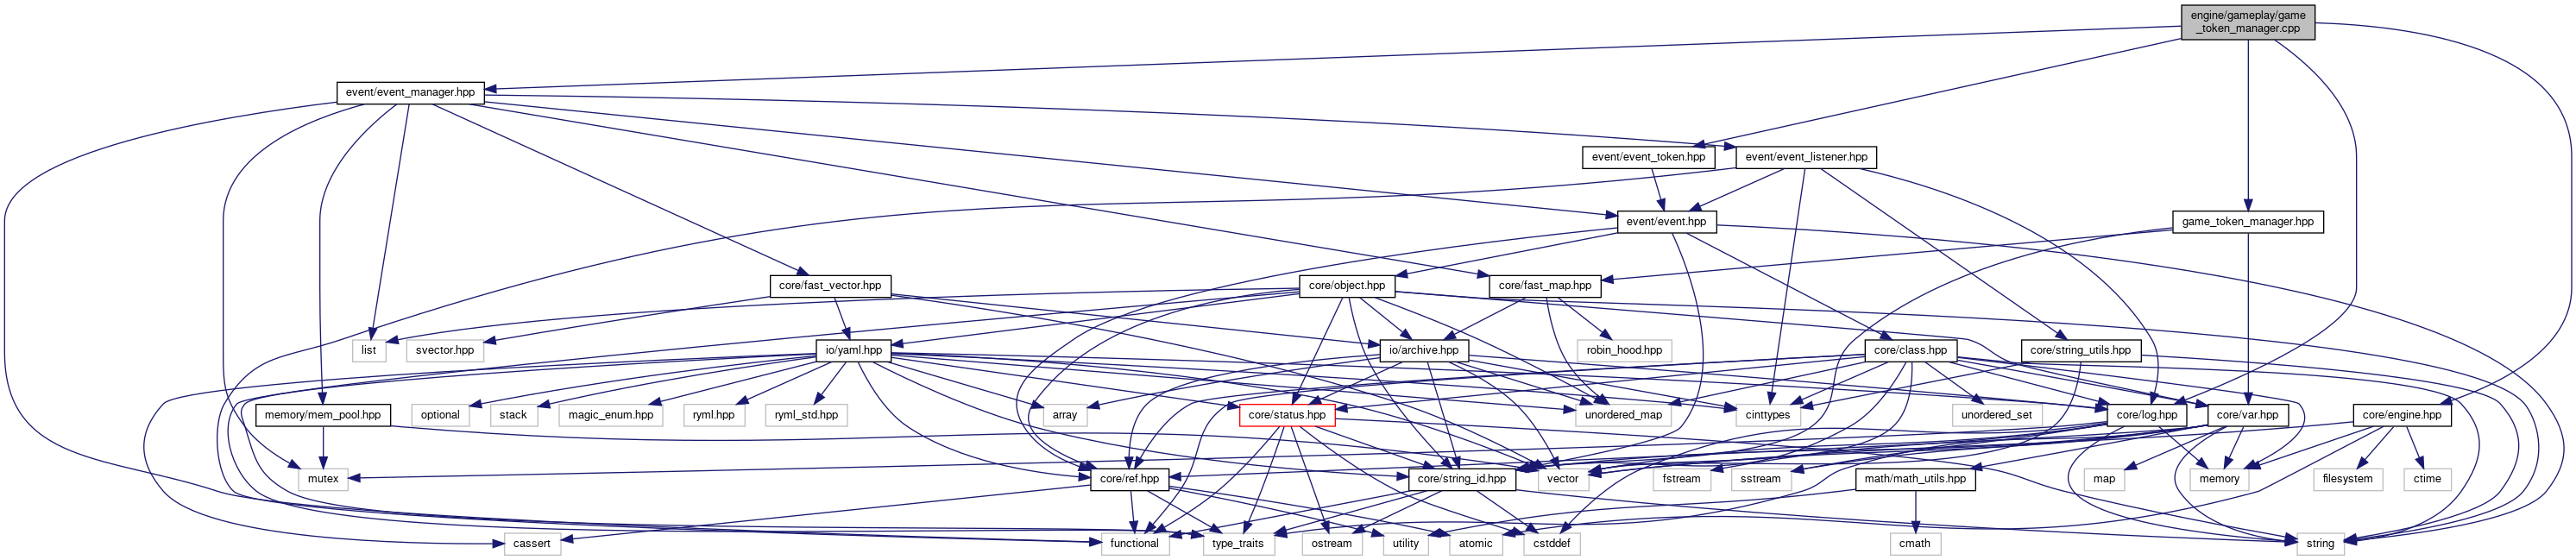 engine/gameplay/game
_token_manager.cpp
event/event_manager.hpp
event/event_token.hpp
event/event_listener.hpp
event/event.hpp
game_token_manager.hpp
core/fast_vector.hpp
core/object.hpp
core/fast_map.hpp
list
svector.hpp
io/yaml.hpp
io/archive.hpp
robin_hood.hpp
core/class.hpp
core/string_utils.hpp
memory/mem_pool.hpp
optional
stack
magic_enum.hpp
ryml.hpp
ryml_std.hpp
array
core/status.hpp
unordered_map
cinttypes
unordered_set
core/log.hpp
core/var.hpp
core/engine.hpp
mutex
core/ref.hpp
core/string_id.hpp
vector
fstream
sstream
math/math_utils.hpp
map
memory
filesystem
ctime
cassert
functional
type_traits
ostream
utility
atomic
cstddef
cmath
string